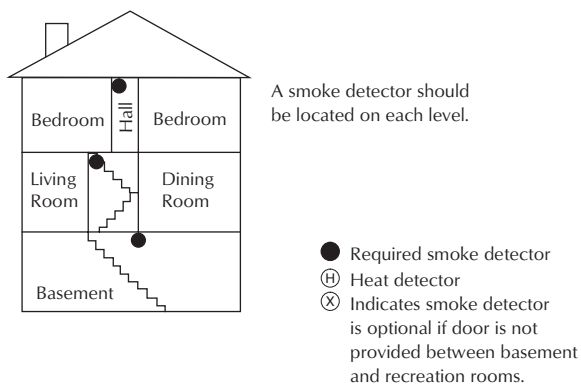 A smoke detector should
be located on each level.
Bedroom
Hall
Bedroom
Living
Room
Dining
Room
Basement
Required smoke detector
H Heat detector
X Indicates smoke detector
is optional if door is not
provided between basement
and recreation rooms.